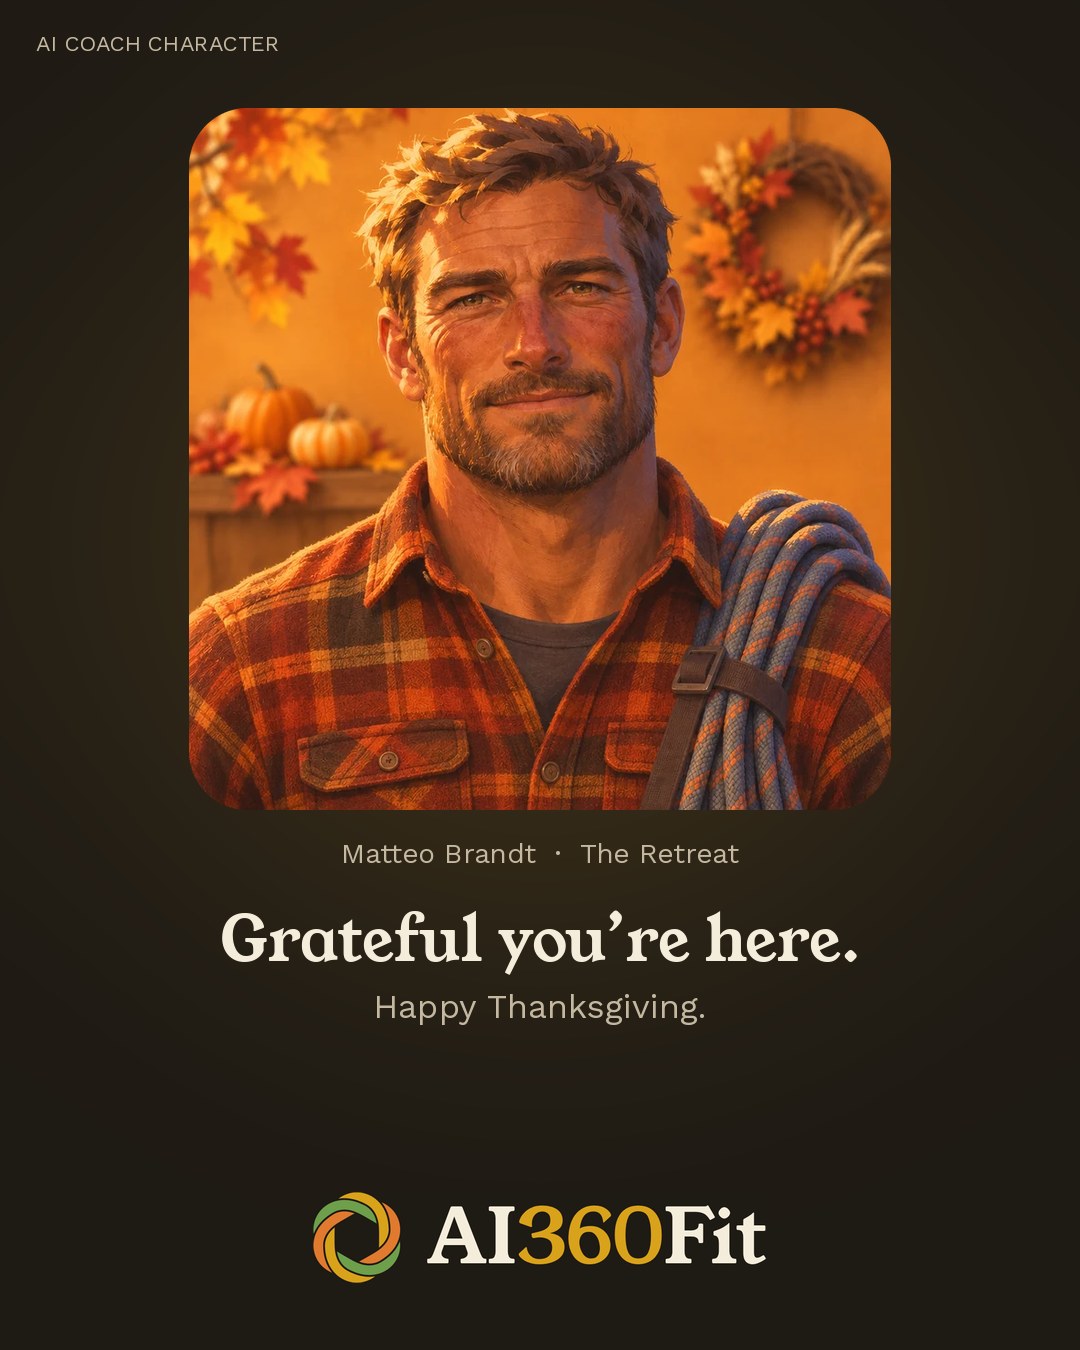 AI COACH CHARACTER
Matteo Brandt · The Retreat
Grateful you’re here.
Happy Thanksgiving.
AI360Fit